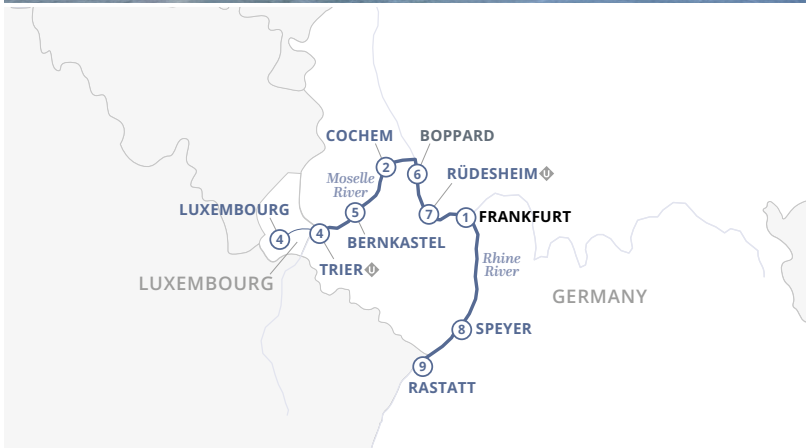 COCHEM
BOPPARD
2
6
RÜDESHEIM
U
Moselle
River
LUXEMBOURG
5
7
1
FRANKFURT
4
4
BERNKASTEL
TRIER
U
LUXEMBOURG
Rhine
River
GERMANY
8
SPEYER
9
RASTATT